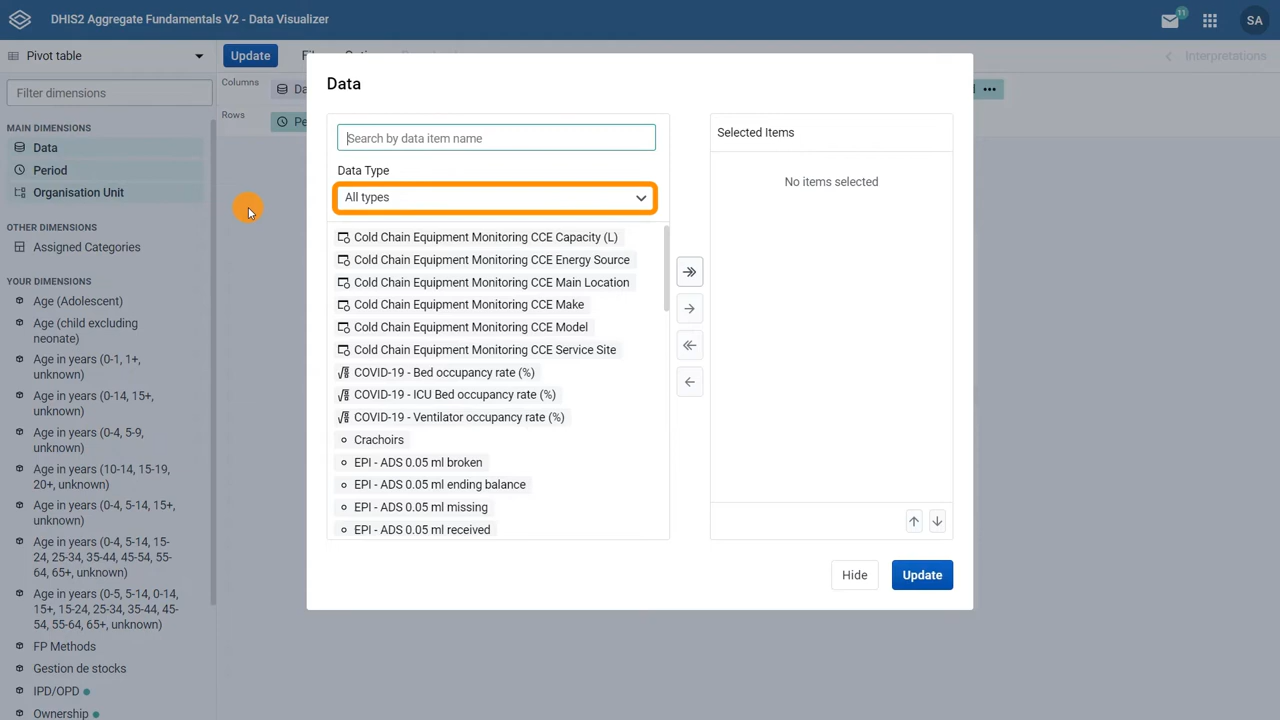 DHIS2 Aggregate Fundamentals V2 - Data Visualizer
11
SA
Pivot table
Update
Interpretations
Filter dimensions
Columns
Rows
MAIN DIMENSIONS
Data
Period
Organisation Unit
OTHER DIMENSIONS
Assigned Categories
YOUR DIMENSIONS
Age (Adolescent)
Age (child excluding
neonate)
Age in years (0-1, 1+,
unknown)
Age in years (0-14, 15+,
unknown)
Age in years (0-4, 5-9,
unknown)
Age in years (10-14, 15-19,
20+, unknown)
Age in years (0-4, 5-14, 15+,
unknown)
Age in years (0-4, 5-14, 15-
24, 25-34, 35-44, 45-54, 55-
64, 65+, unknown)
Age in years (0-5, 5-14, 0-14,
15+, 15-24, 25-34, 35-44, 45-
54, 55-64, 65+, unknown)
FP Methods
Gestion de stocks
IPD/OPD
Ownership
Data
Search by data item name
Data Type
All types
Cold Chain Equipment Monitoring CCE Capacity (L)
Cold Chain Equipment Monitoring CCE Energy Source
Cold Chain Equipment Monitoring CCE Main Location
Cold Chain Equipment Monitoring CCE Make
Cold Chain Equipment Monitoring CCE Model
Cold Chain Equipment Monitoring CCE Service Site
COVID-19 - Bed occupancy rate (%)
COVID-19 - ICU Bed occupancy rate (%)
COVID-19 - Ventilator occupancy rate (%)
Crachoirs
EPI - ADS 0.05 ml broken
EPI - ADS 0.05 ml ending balance
EPI - ADS 0.05 ml missing
EPI - ADS 0.05 ml received
Selected Items
No items selected
Hide
Update